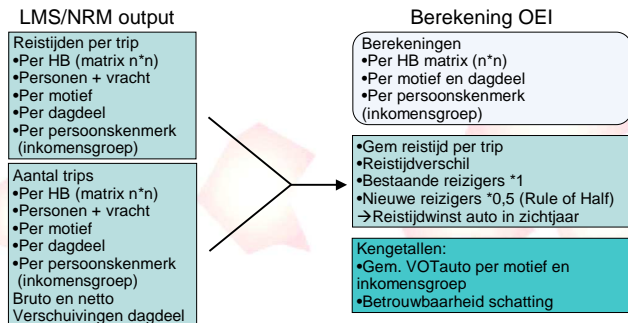 LMS/NRM output
Reistijden per trip
•Per HB (matrix n*n)
•Personen + vracht
•Per motief
•Per dagdeel
•Per persoonskenmerk
(inkomensgroep)
Aantal trips
•Per HB (matrix n*n)
•Personen + vracht
•Per motief
•Per dagdeel
•Per persoonskenmerk
(inkomensgroep)
Bruto en netto
Verschuivingen dagdeel
Berekening OEI
Berekeningen
•Per HB matrix (n*n)
•Per motief en dagdeel
•Per persoonskenmerk
(inkomensgroep)
•Gem reistijd per trip
•Reistijdverschil
•Bestaande reizigers *1
•Nieuwe reizigers *0,5 (Rule of Half)
→Reistijdwinst auto in zichtjaar
Kengetallen:
•Gem. VOTauto per motief en
inkomensgroep
•Betrouwbaarheid schatting